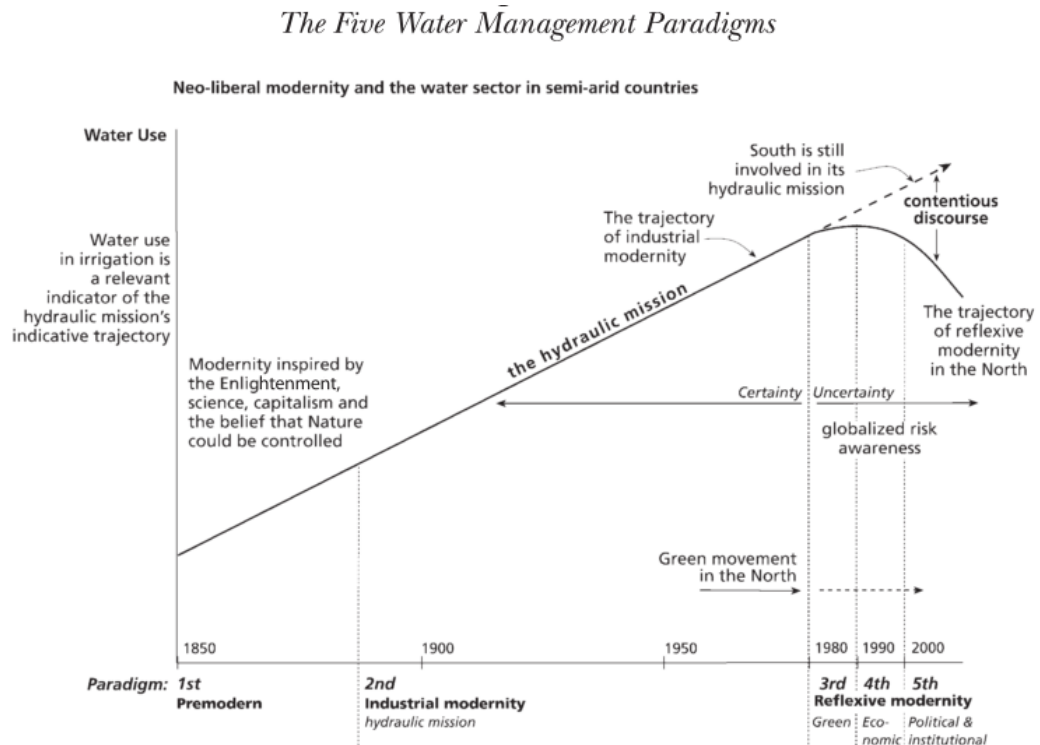 The Five Water Management Paradigms
Neo-liberal modernity and the water sector in semi-arid countries
Water Use
Water use
in irrigation is
a relevant
indicator of the
hydraulic mission's
indicative trajectory
Modernity inspired by
the Enlightenment,
science, capitalism and
the belief that Nature
could be controlled
the hydraulic mission
The trajectory
of industrial
modernity
South is still
involved in its
hydraulic mission
contentious
discourse
The trajectory
of reflexive
modernity
in the North
Certainty
Uncertainty
globalized risk
awareness
Green movement
in the North
1850
1900
1950
1980
1990
2000
Paradigm:
1st
Premodern
2nd
Industrial modernity
hydraulic mission
3rd
4th
5th
Reflexive modernity
Green
Eco-
nomic
Political &
institutional